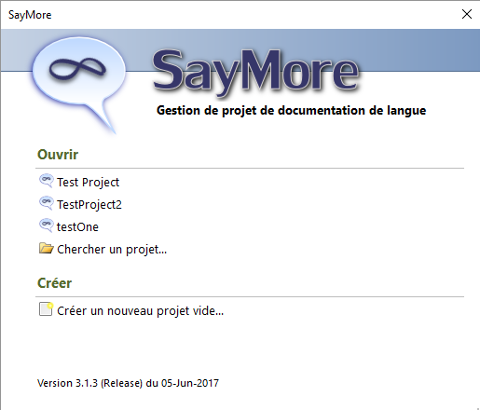 SayMore
SayMore
Gestion de projet de documentation de langue
Ouvrir
Test Project
TestProject2
testOne
Chercher un projet...
Créer
Créer un nouveau projet vide...
Version 3.1.3 (Release) du 05-Jun-2017